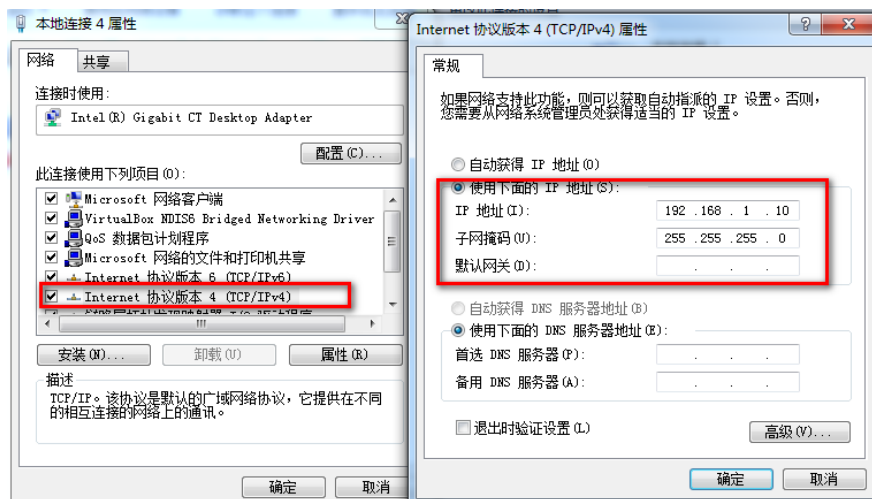 本地连接 4 属性
网络
共享
连接时使用:
Intel(R) Gigabit CT Desktop Adapter
配置(C)...
此连接使用下列项目(O):
Microsoft 网络客户端
VirtualBox NDIS6 Bridged Networking Driver
QoS 数据包计划程序
Microsoft 网络的文件和打印机共享
Internet 协议版本 6 (TCP/IPv6)
Internet 协议版本 4 (TCP/IPv4)
安装(N)...
卸载(U)
属性(R)
描述
TCP/IP。该协议是默认的广域网络协议，它提供在不同
的相互连接的网络上的通讯。
确定
取消
Internet 协议版本 4 (TCP/IPv4) 属性
常规
如果网络支持此功能，则可以获取自动指派的 IP 设置。否则，
您需要从网络系统管理员处获得适当的 IP 设置。
自动获得 IP 地址(O)
使用下面的 IP 地址(S):
IP 地址(I): 192 .168 . 1 . 10
子网掩码(U): 255 .255 .255 . 0
默认网关(D): . . .
自动获得 DNS 服务器地址(B)
使用下面的 DNS 服务器地址(E):
首选 DNS 服务器(P): . . .
备用 DNS 服务器(A): . . .
退出时验证设置(L)
高级(V)...
确定
取消